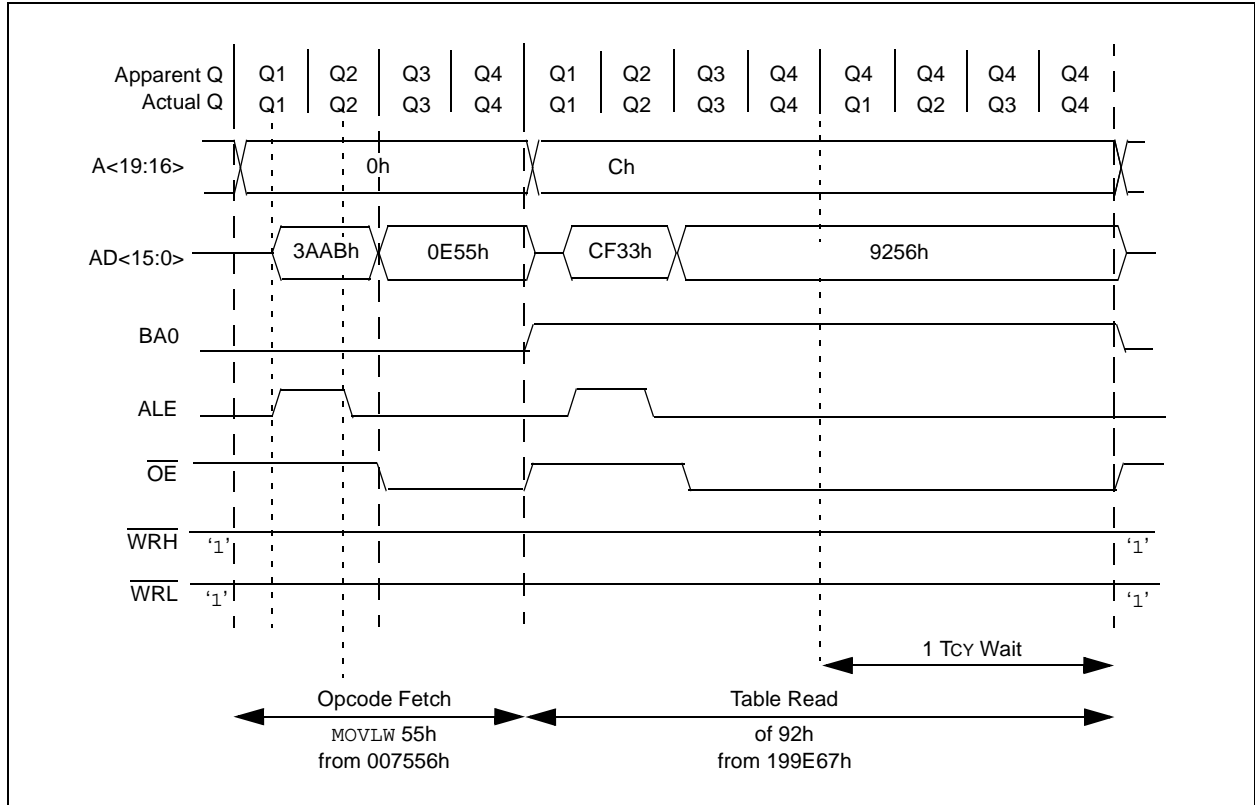 Apparent Q Q1 Q2 Q3 Q4 Q1 Q2 Q3 Q4 Q4 Q4 Q4 Q4
Actual Q Q1 Q2 Q3 Q4 Q1 Q2 Q3 Q4 Q1 Q2 Q3 Q4
A<19:16> 0h Ch
AD<15:0> 3AABh 0E55h CF33h 9256h
BA0
ALE
OE
WRH ‘1’ ‘1’
WRL ‘1’ ‘1’
1 TCY Wait
Opcode Fetch Table Read
MOVLW 55h of 92h
from 007556h from 199E67h